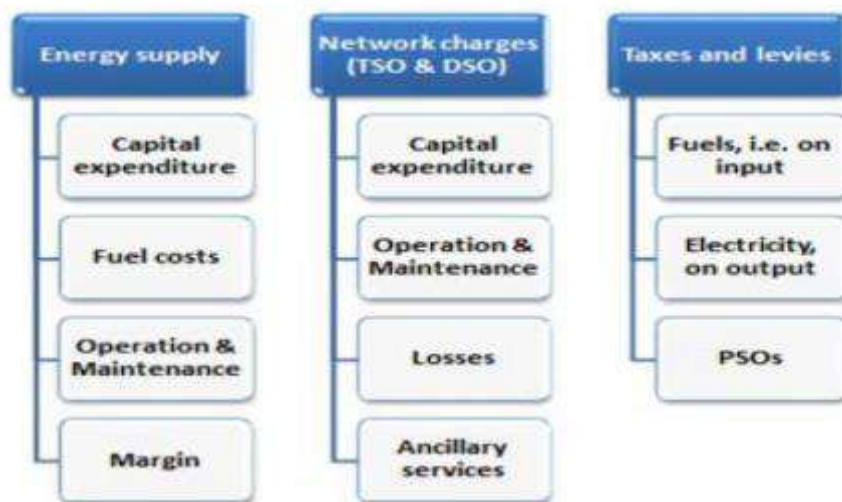 Energy supply
Capital
expenditure
Fuel costs
Operation &
Maintenance
Margin
Network charges
(TSO & DSO)
Capital
expenditure
Operation &
Maintenance
Losses
Ancillary
services
Taxes and levies
Fuels, i.e. on
input
Electricity,
on output
PSOs